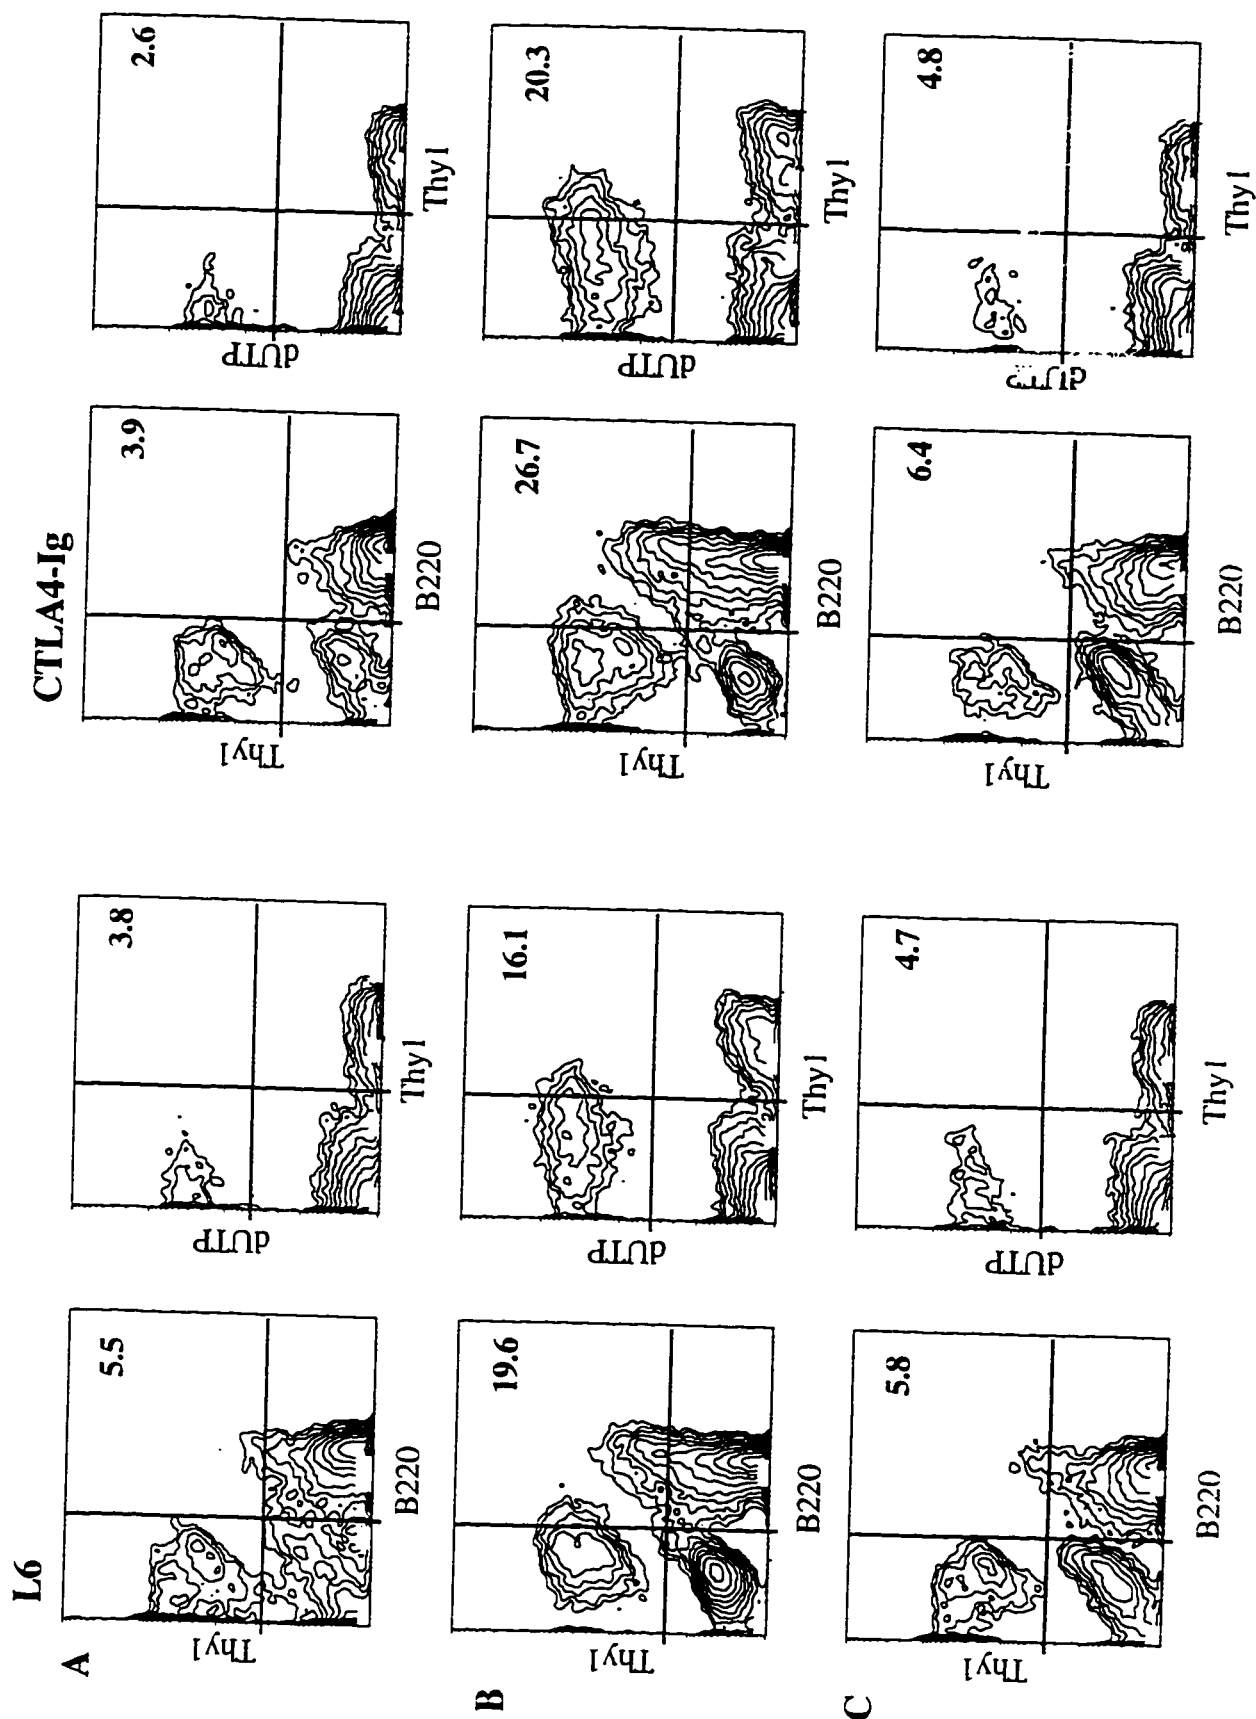 L6 CTLA4-Ig
A
5.5 3.8 3.9 2.6
Thy1 dUTP Thy1 dUTP
B220 Thy1 B220 Thy1
B
19.6 16.1 26.7 20.3
Thy1 dUTP Thy1 dUTP
B220 Thy1 B220 Thy1
C
5.8 4.7 6.4 4.8
Thy1 dUTP Thy1 dUTP
B220 Thy1 B220 Thy1